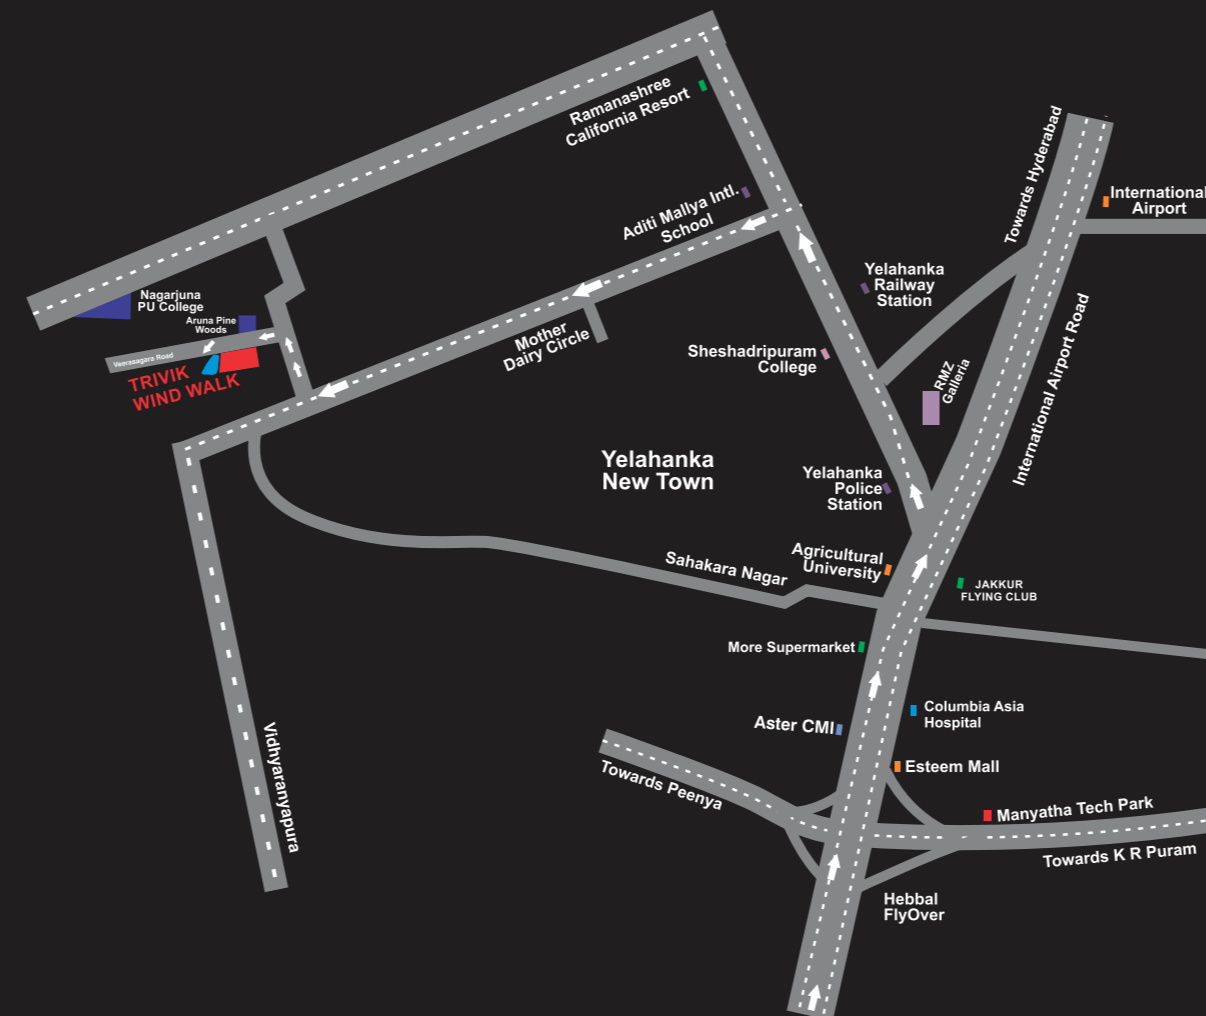 Ramanashree
California Resort
Towards Hyderabad
International
Airport
Aditi Mallya Intl.
School
Yelahanka
Railway
Station
Nagarjuna
PU College
Aruna Pine
Woods
Veerasagara Road
TRIVIK
WIND WALK
Mother
Dairy Circle
Sheshadripuram
College
RMZ
Galleria
International Airport Road
Yelahanka
New Town
Yelahanka
Police
Station
Agricultural
University
Sahakara Nagar
JAKKUR
FLYING CLUB
More Supermarket
Columbia Asia
Hospital
Aster CMI
Esteem Mall
Vidhyaranyapura
Towards Peenya
Manyatha Tech Park
Towards K R Puram
Hebbal
FlyOver